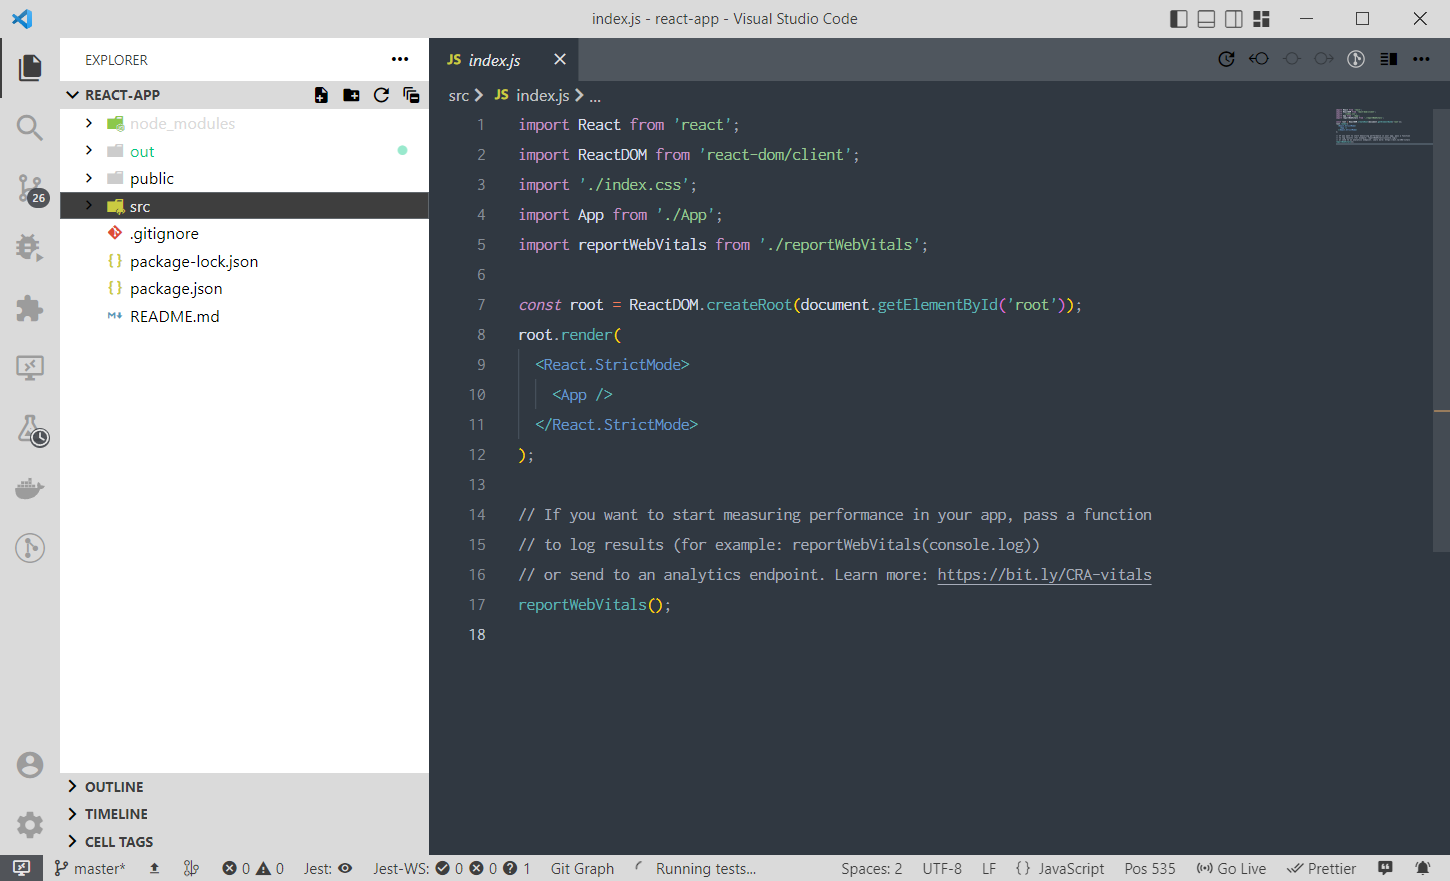 index.js - react-app - Visual Studio Code
EXPLORER
REACT-APP
node_modules
out
public
src
.gitignore
package-lock.json
package.json
README.md
OUTLINE
TIMELINE
CELL TAGS
26
JS index.js
src JS index.js ...
1 import React from 'react';
2 import ReactDOM from 'react-dom/client';
3 import './index.css';
4 import App from './App';
5 import reportWebVitals from './reportWebVitals';
6
7 const root = ReactDOM.createRoot(document.getElementById('root'));
8 root.render(
9 <React.StrictMode>
10 <App />
11 </React.StrictMode>
12 );
13
14 // If you want to start measuring performance in your app, pass a function
15 // to log results (for example: reportWebVitals(console.log))
16 // or send to an analytics endpoint. Learn more: https://bit.ly/CRA-vitals
17 reportWebVitals();
18
master* 0 0 Jest: Jest-WS: 0 0 1 Git Graph Running tests... Spaces: 2 UTF-8 LF {} JavaScript Pos 535 Go Live Prettier